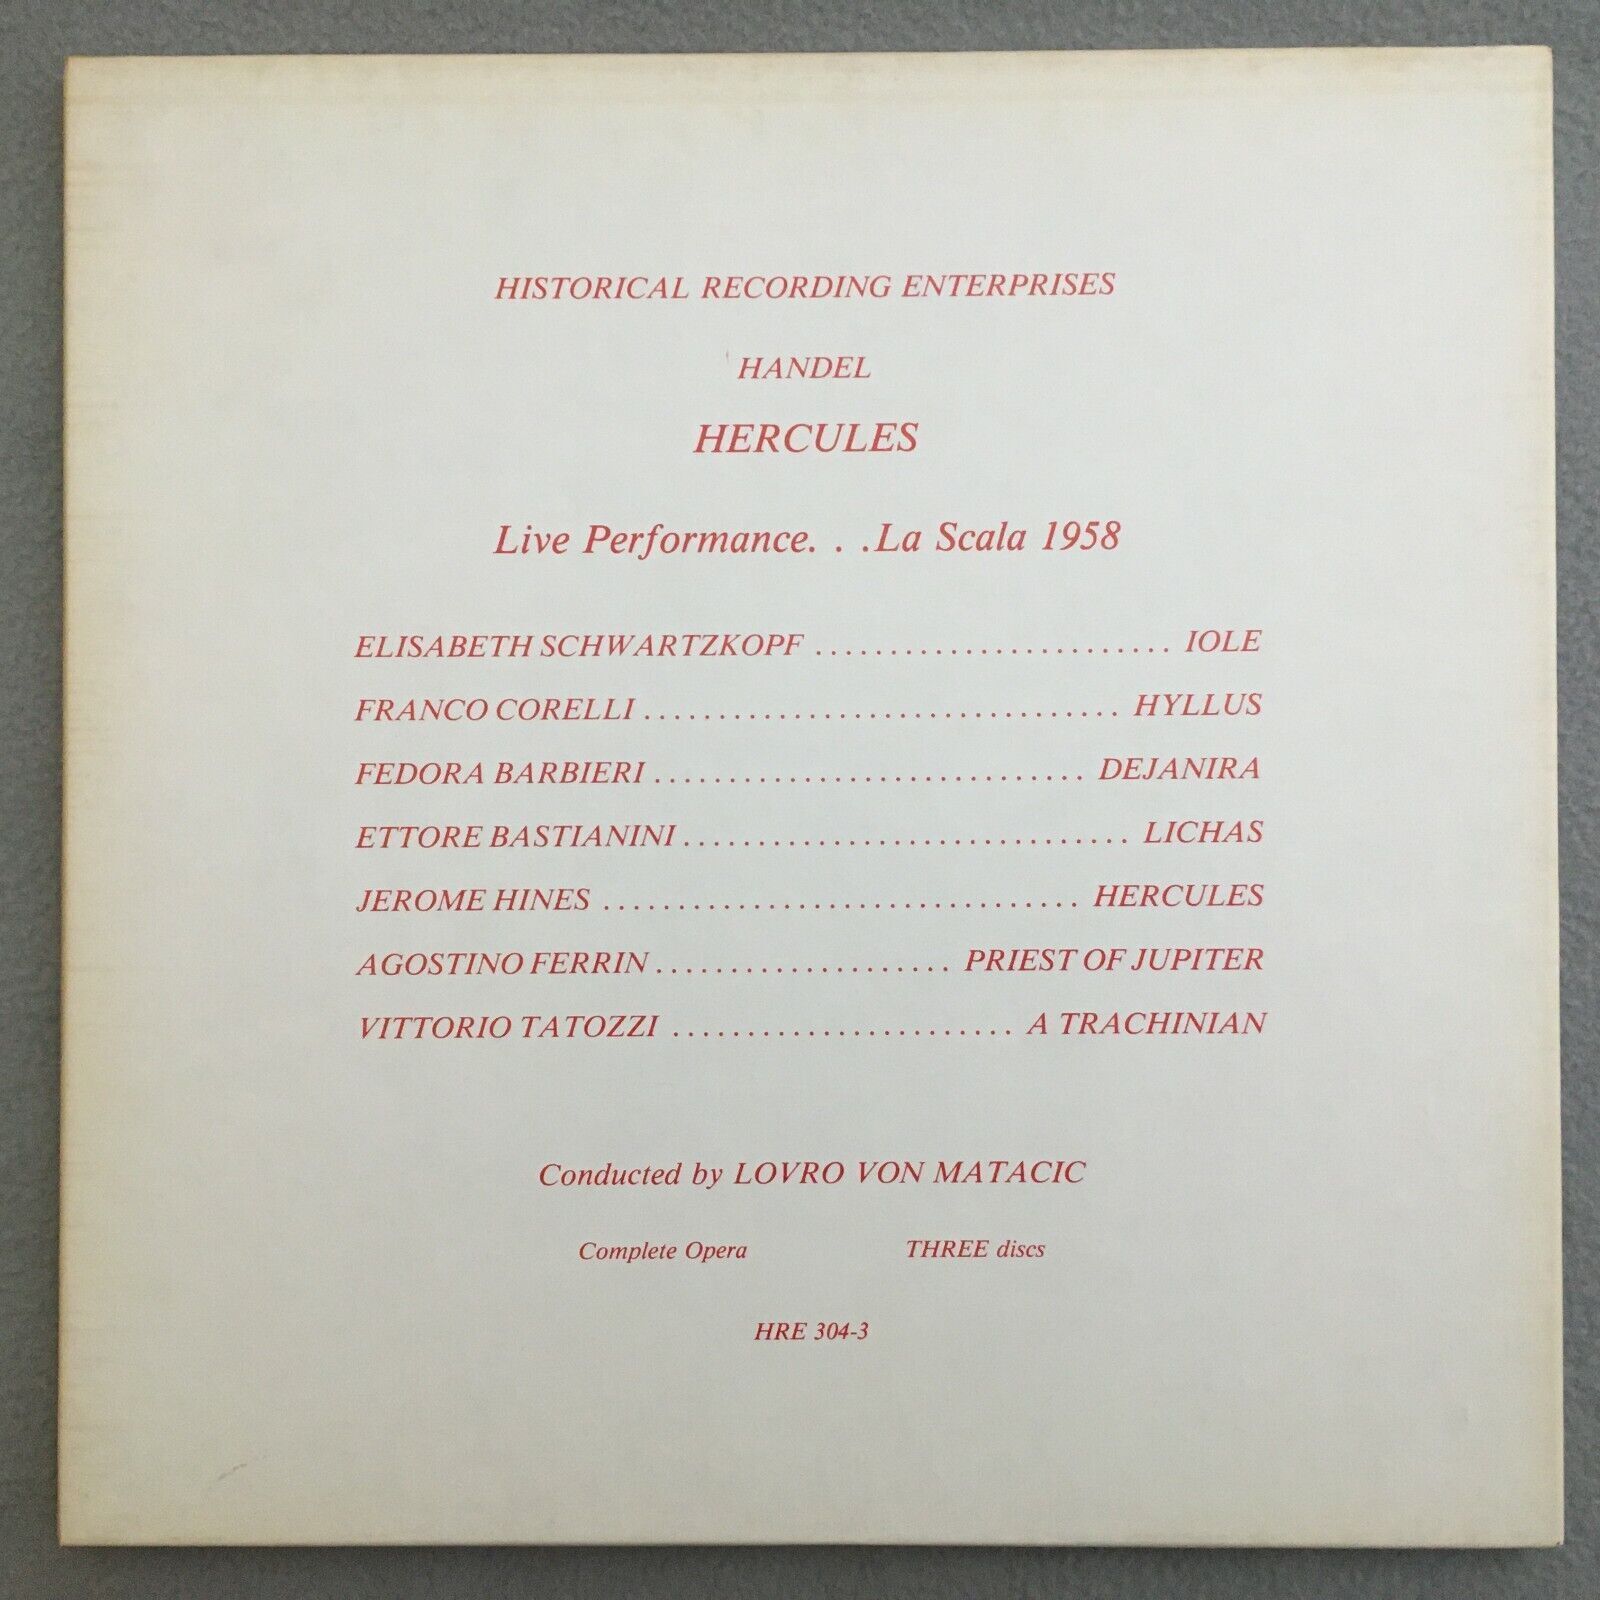 HISTORICAL RECORDING ENTERPRISES
HANDEL
HERCULES
Live Performance. . .La Scala 1958
ELISABETH SCHWARTZKOPF ........................ IOLE
FRANCO CORELLI ................................ HYLLUS
FEDORA BARBIERI ............................. DEJANIRA
ETTORE BASTIANINI .............................. LICHAS
JEROME HINES ................................ HERCULES
AGOSTINO FERRIN .................... PRIEST OF JUPITER
VITTORIO TATOZZI ....................... A TRACHINIAN
Conducted by LOVRO VON MATACIC
Complete Opera THREE discs
HRE 304-3